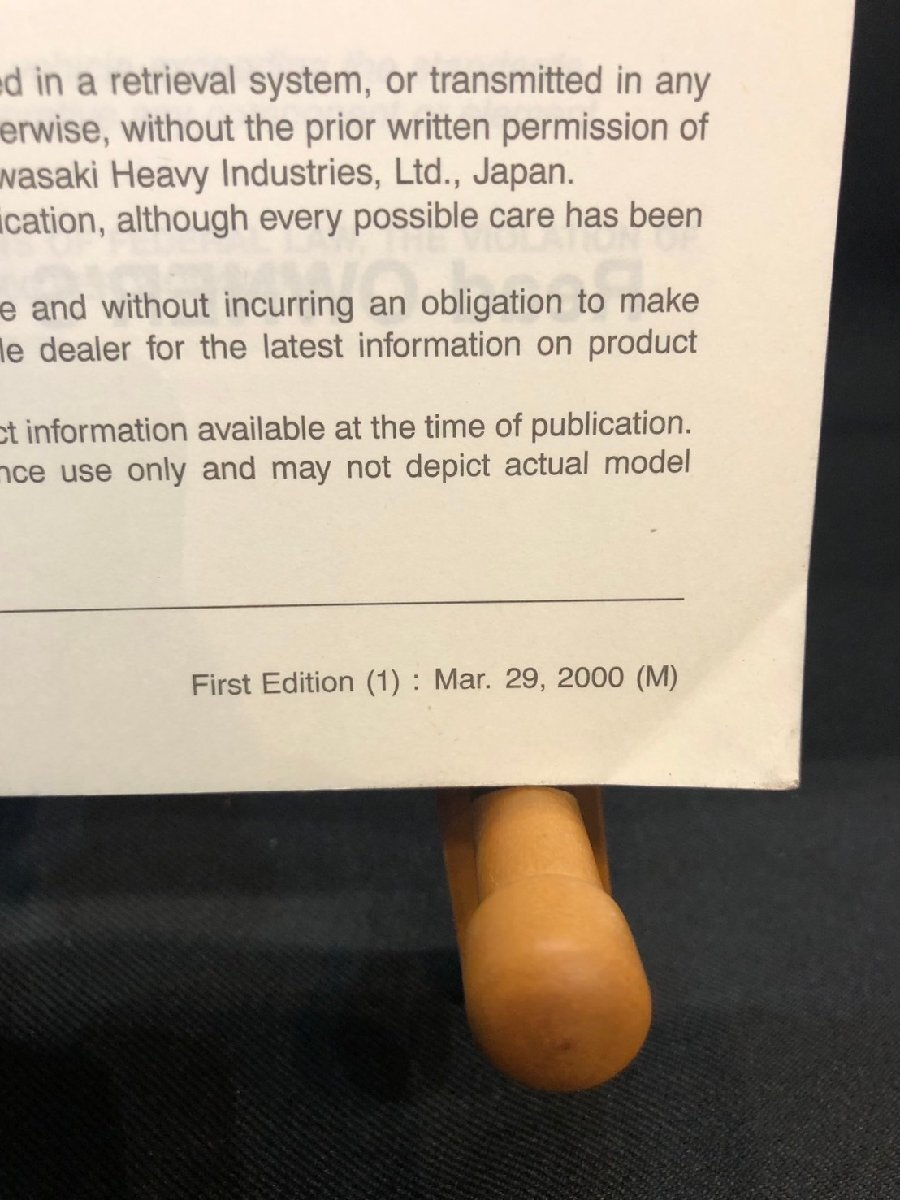 ed in a retrieval system, or transmitted in any
erwise, without the prior written permission of
wasaki Heavy Industries, Ltd., Japan.
ication, although every possible care has been
e and without incurring an obligation to make
le dealer for the latest information on product
ct information available at the time of publication.
nce use only and may not depict actual model
First Edition (1) : Mar. 29, 2000 (M)